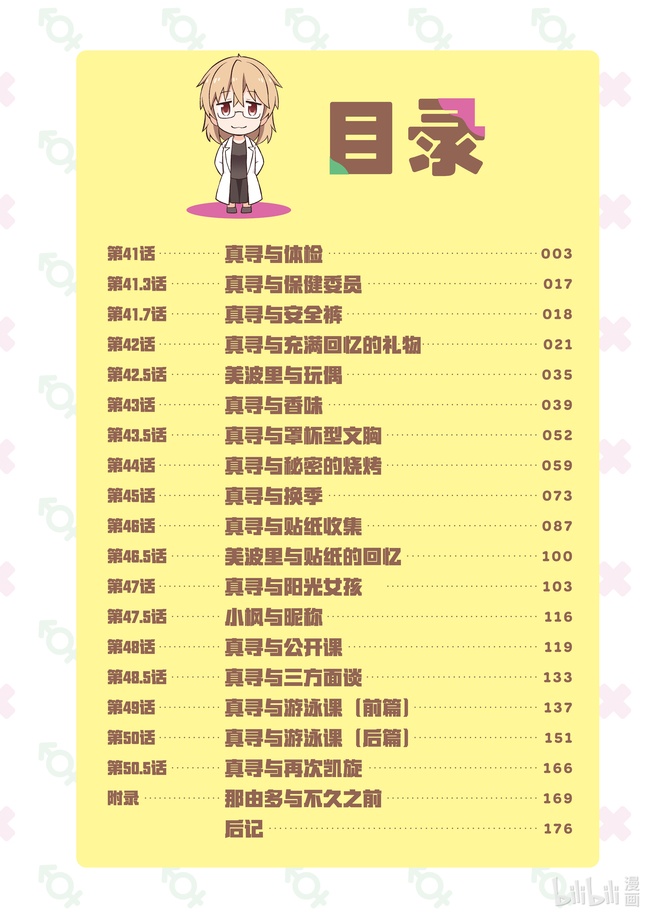 目录
第41话 真寻与体检 003
第41.3话 真寻与保健委员 017
第41.7话 真寻与安全裤 018
第42话 真寻与充满回忆的礼物 021
第42.5话 美波里与玩偶 035
第43话 真寻与香味 039
第43.5话 真寻与罩杯型文胸 052
第44话 真寻与秘密的烧烤 059
第45话 真寻与换季 073
第46话 真寻与贴纸收集 087
第46.5话 美波里与贴纸的回忆 100
第47话 真寻与阳光女孩 103
第47.5话 小枫与昵称 116
第48话 真寻与公开课 119
第48.5话 真寻与三方面谈 133
第49话 真寻与游泳课（前篇） 137
第50话 真寻与游泳课（后篇） 151
第50.5话 真寻与再次凯旋 166
附录 那由多与不久之前 169
后记 176
bilibili 漫画